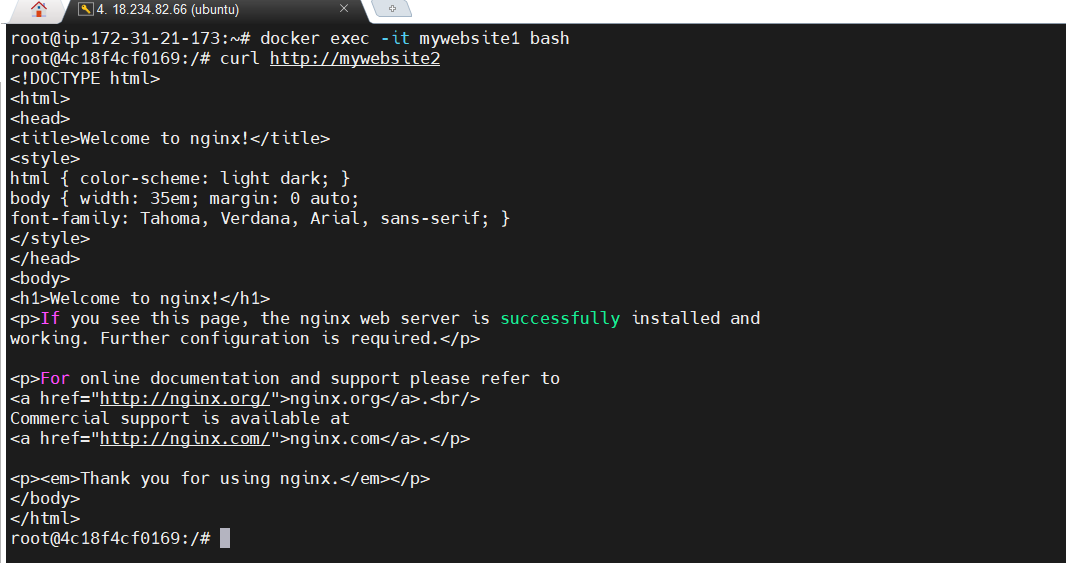 4. 18.234.82.66 (ubuntu)
root@ip-172-31-21-173:~# docker exec -it mywebsite1 bash
root@4c18f4cf0169:/# curl http://mywebsite2
<!DOCTYPE html>
<html>
<head>
<title>Welcome to nginx!</title>
<style>
html { color-scheme: light dark; }
body { width: 35em; margin: 0 auto;
font-family: Tahoma, Verdana, Arial, sans-serif; }
</style>
</head>
<body>
<h1>Welcome to nginx!</h1>
<p>If you see this page, the nginx web server is successfully installed and
working. Further configuration is required.</p>

<p>For online documentation and support please refer to
<a href="http://nginx.org/">nginx.org</a>.<br/>
Commercial support is available at
<a href="http://nginx.com/">nginx.com</a>.</p>

<p><em>Thank you for using nginx.</em></p>
</body>
</html>
root@4c18f4cf0169:/#